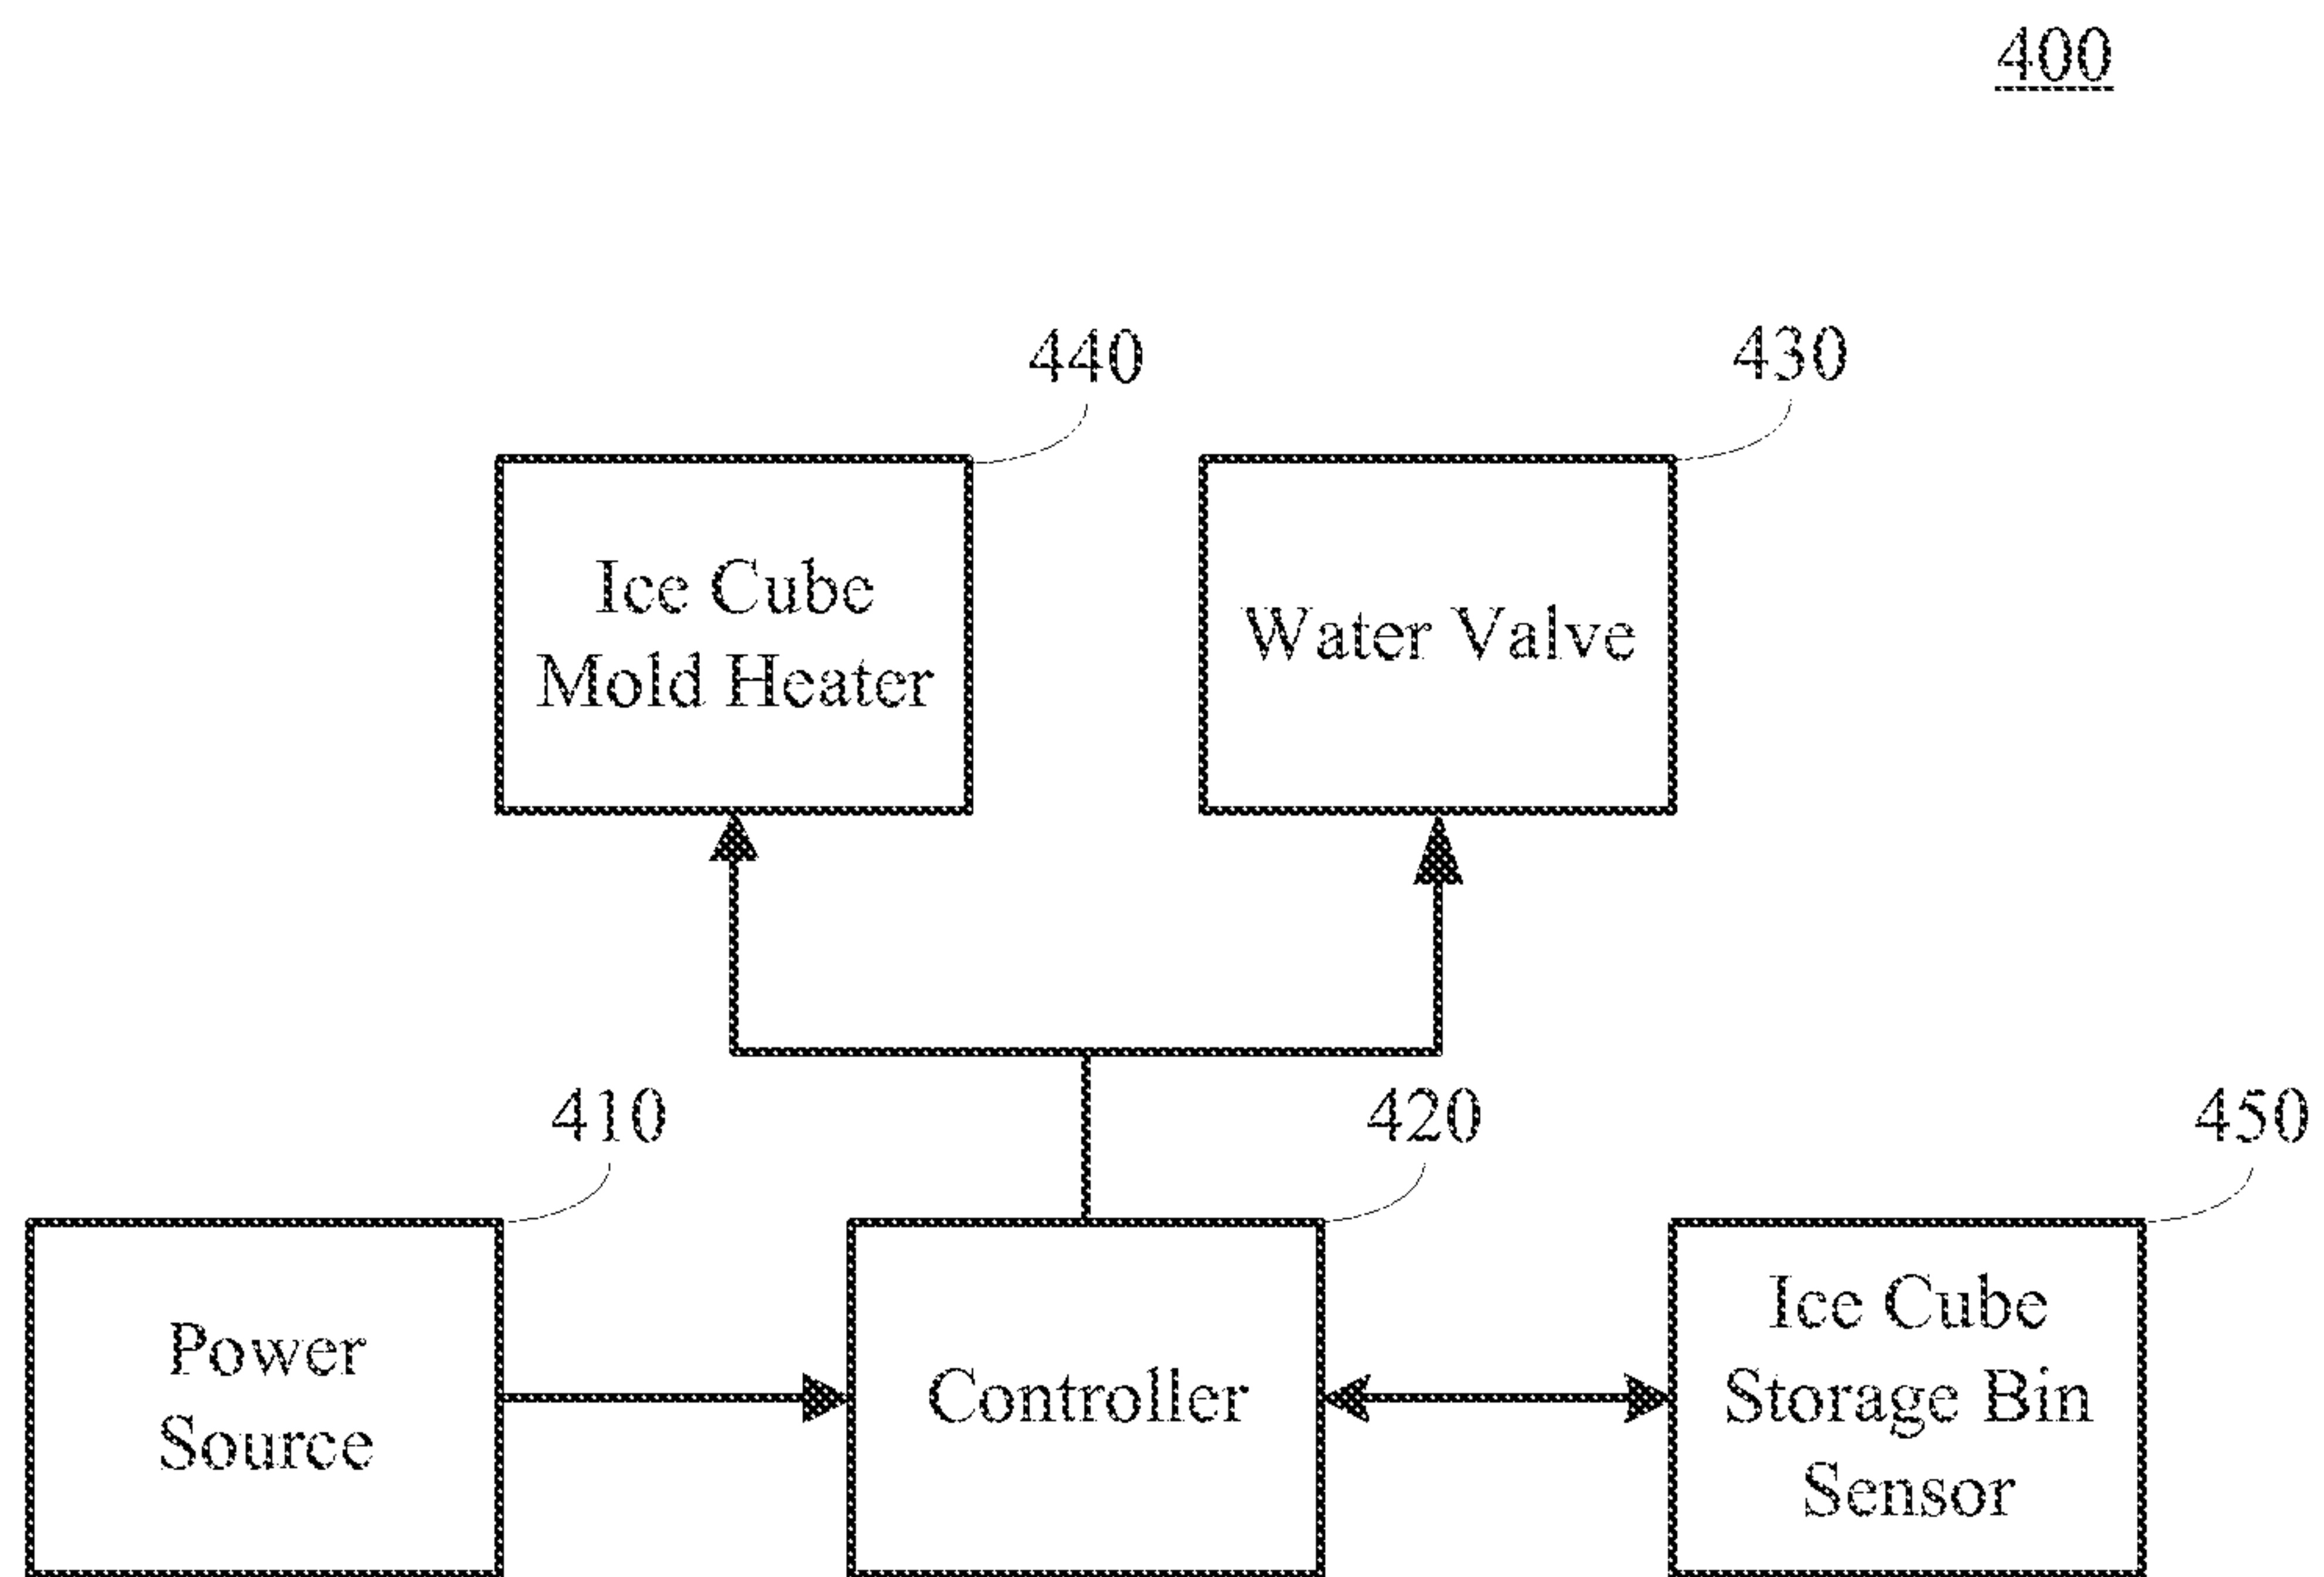 400
440
430
Ice Cube
Mold Heater
Water Valve
410
420
450
Power
Source
Controller
Ice Cube
Storage Bin
Sensor